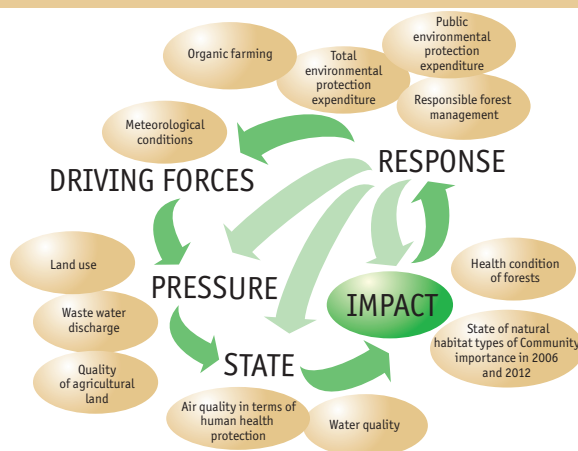 Public
environmental
protection
expenditure
Organic farming
Total
environmental
protection
expenditure
Responsible forest
management
Meteorological
conditions
RESPONSE
DRIVING FORCES
Land use
PRESSURE
Health condition
of forests
IMPACT
Waste water
discharge
State of natural
habitat types of Community
importance in 2006
and 2012
Quality
of agricultural
land
STATE
Air quality in terms of
human health
protection
Water quality